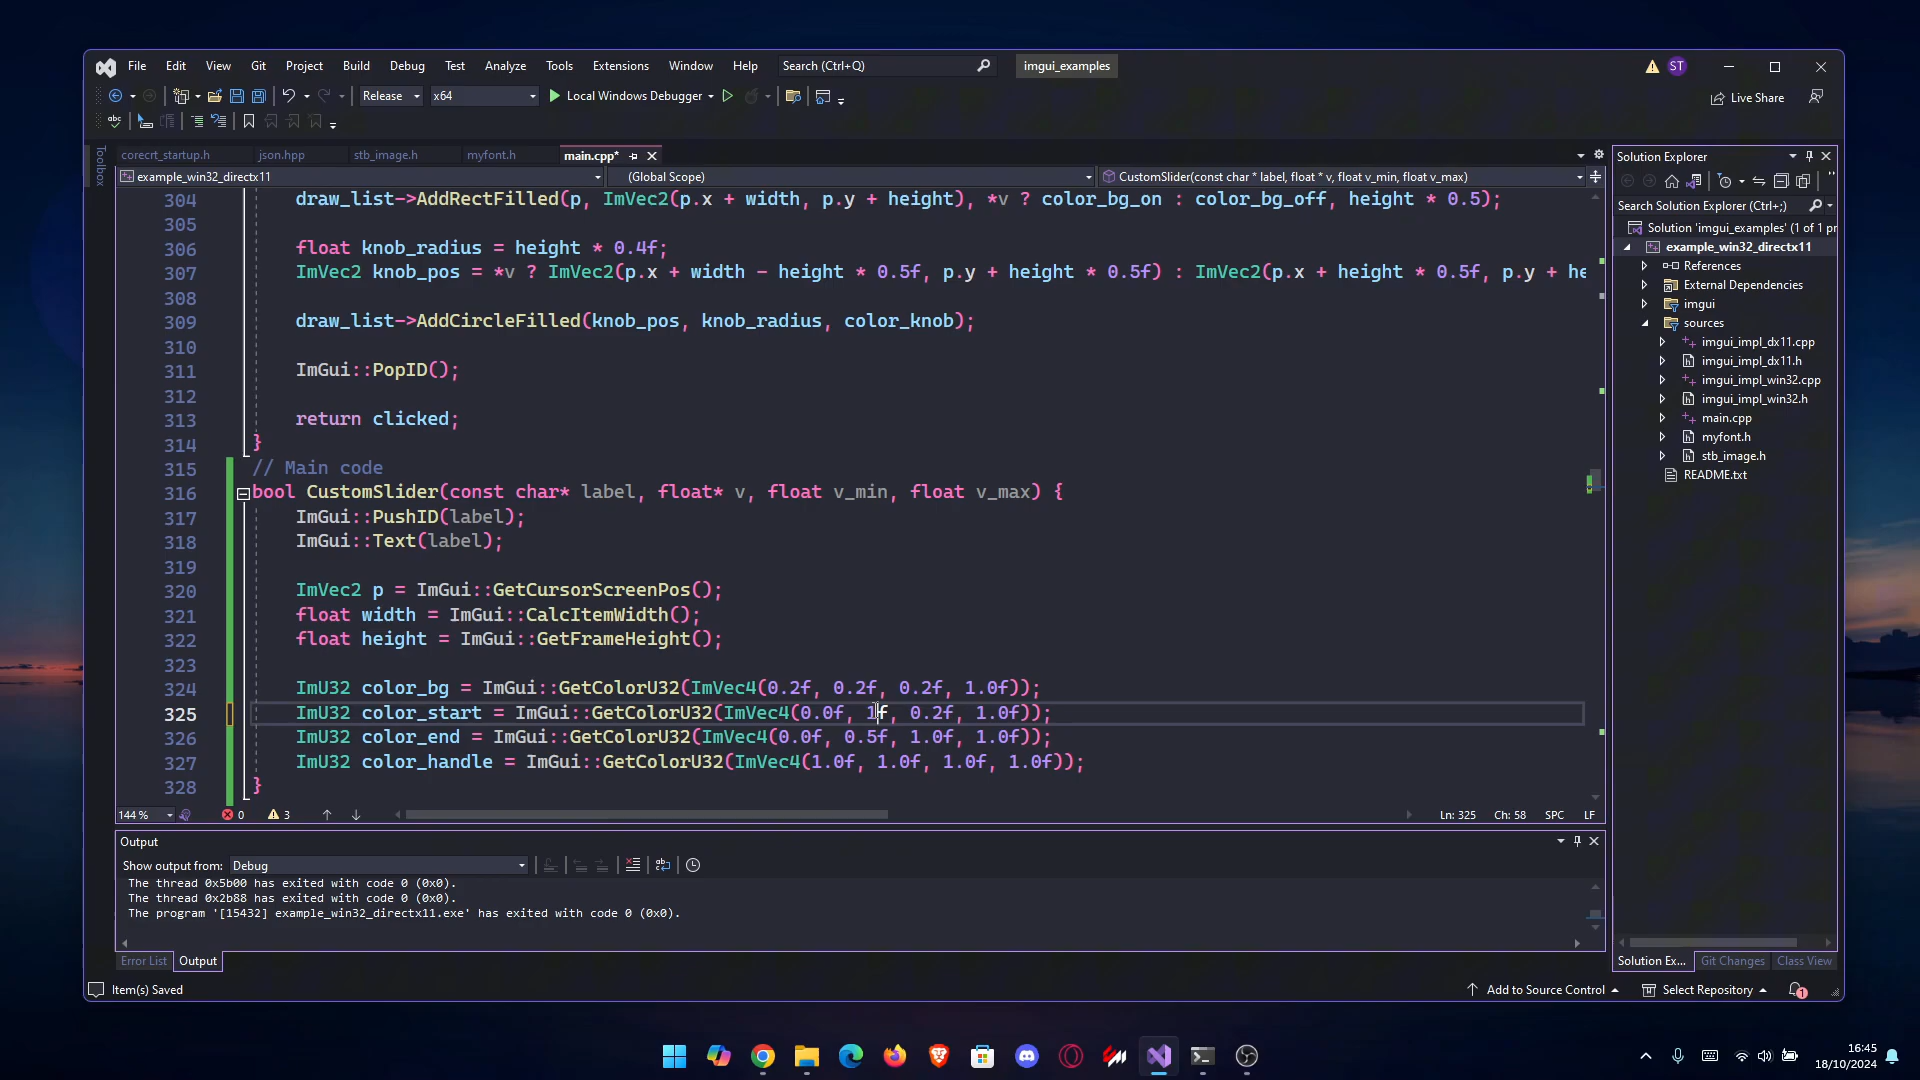 File Edit View Git Project Build Debug Test Analyze Tools Extensions Window Help Search (Ctrl+Q) imgui_examples ST
Release x64 Local Windows Debugger Live Share
abc
Toolbox
corecrt_startup.h json.hpp stb_image.h myfont.h main.cpp*
example_win32_directx11 (Global Scope) CustomSlider(const char * label, float * v, float v_min, float v_max)
304 draw_list->AddRectFilled(p, ImVec2(p.x + width, p.y + height), *v ? color_bg_on : color_bg_off, height * 0.5);
305
306 float knob_radius = height * 0.4f;
307 ImVec2 knob_pos = *v ? ImVec2(p.x + width - height * 0.5f, p.y + height * 0.5f) : ImVec2(p.x + height * 0.5f, p.y + he
308
309 draw_list->AddCircleFilled(knob_pos, knob_radius, color_knob);
310
311 ImGui::PopID();
312
313 return clicked;
314 }
315 // Main code
316 bool CustomSlider(const char* label, float* v, float v_min, float v_max) {
317 ImGui::PushID(label);
318 ImGui::Text(label);
319
320 ImVec2 p = ImGui::GetCursorScreenPos();
321 float width = ImGui::CalcItemWidth();
322 float height = ImGui::GetFrameHeight();
323
324 ImU32 color_bg = ImGui::GetColorU32(ImVec4(0.2f, 0.2f, 0.2f, 1.0f));
325 ImU32 color_start = ImGui::GetColorU32(ImVec4(0.0f, 1f, 0.2f, 1.0f));
326 ImU32 color_end = ImGui::GetColorU32(ImVec4(0.0f, 0.5f, 1.0f, 1.0f));
327 ImU32 color_handle = ImGui::GetColorU32(ImVec4(1.0f, 1.0f, 1.0f, 1.0f));
328 }
144 % 0 3 Ln: 325 Ch: 58 SPC LF
Output
Show output from: Debug
The thread 0x5b00 has exited with code 0 (0x0).
The thread 0x2b88 has exited with code 0 (0x0).
The program '[15432] example_win32_directx11.exe' has exited with code 0 (0x0).
Error List Output
Solution Explorer
Search Solution Explorer (Ctrl+;)
Solution 'imgui_examples' (1 of 1 pr
example_win32_directx11
References
External Dependencies
imgui
sources
imgui_impl_dx11.cpp
imgui_impl_dx11.h
imgui_impl_win32.cpp
imgui_impl_win32.h
main.cpp
myfont.h
stb_image.h
README.txt
Solution Ex... Git Changes Class View
Item(s) Saved Add to Source Control Select Repository 1
16:45
18/10/2024